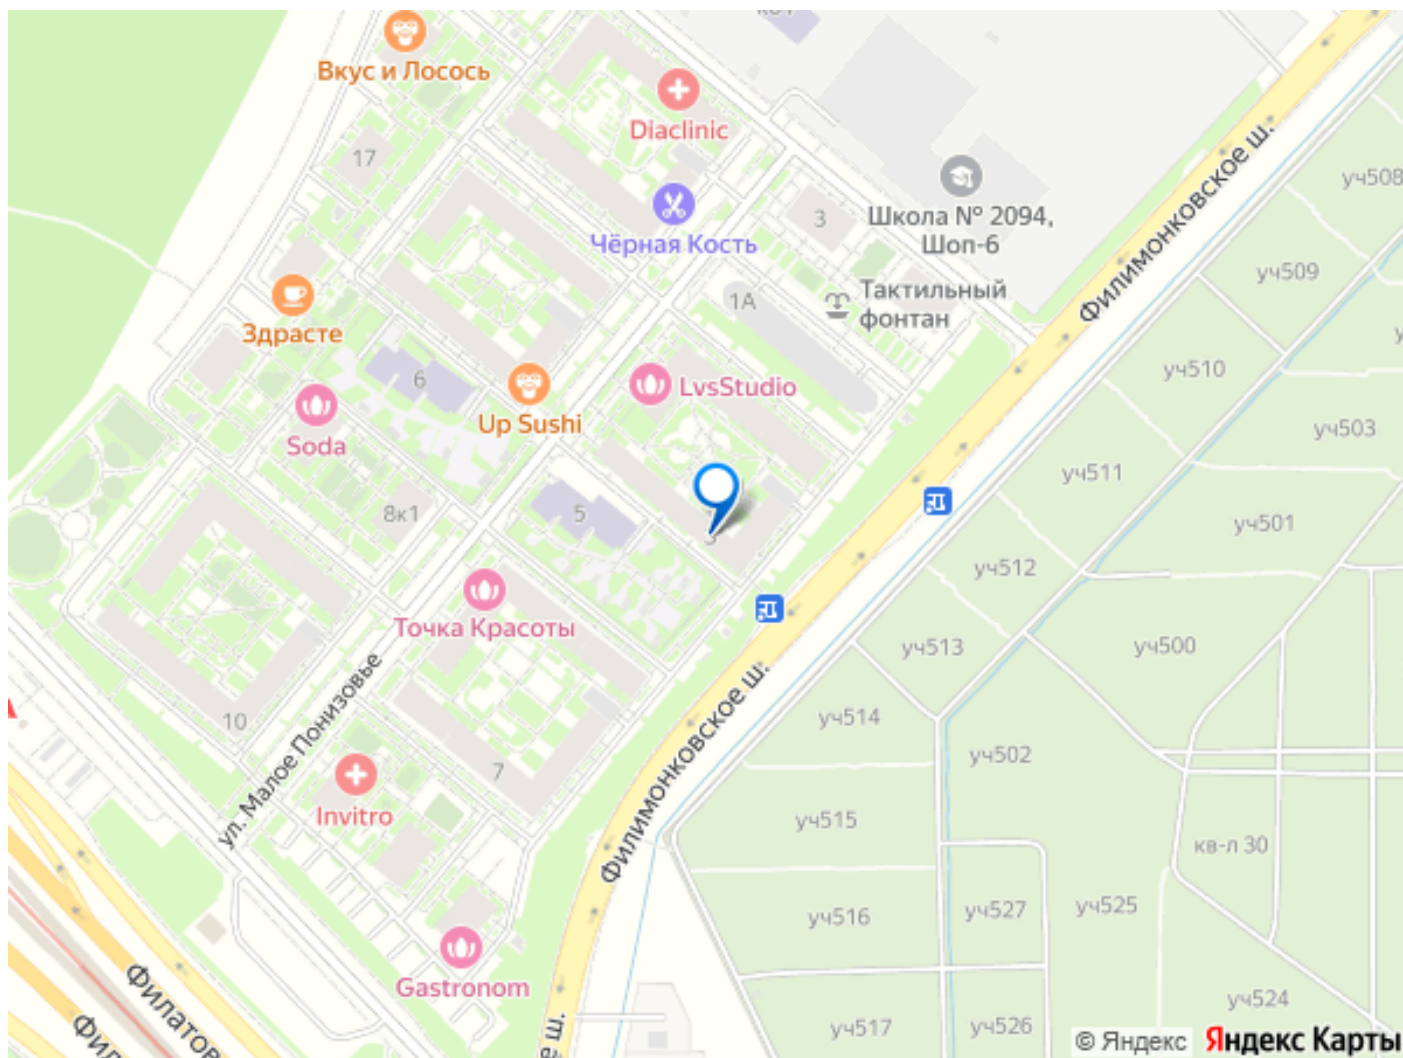 Вкус и Лосось
Diaclinic
17
Чёрная Кость
3
Школа № 2094,
Шоп-6
уч508
уч509
Филимонковское ш.
Здрасте
1А
Тактильный
фонтан
6
LvsStudio
уч510
Up Sushi
Soda
уч503
уч511
8к1
5
3
уч501
уч512
Точка Красоты
уч513
уч500
10
ул. Малое Понизовье
7
Филимонковское ш.
уч514
уч502
Invitro
уч515
кв-л 30
уч516
уч527
уч525
Gastronom
уч524
уч517
уч526
ш.
© Яндекс
Яндекс Карты